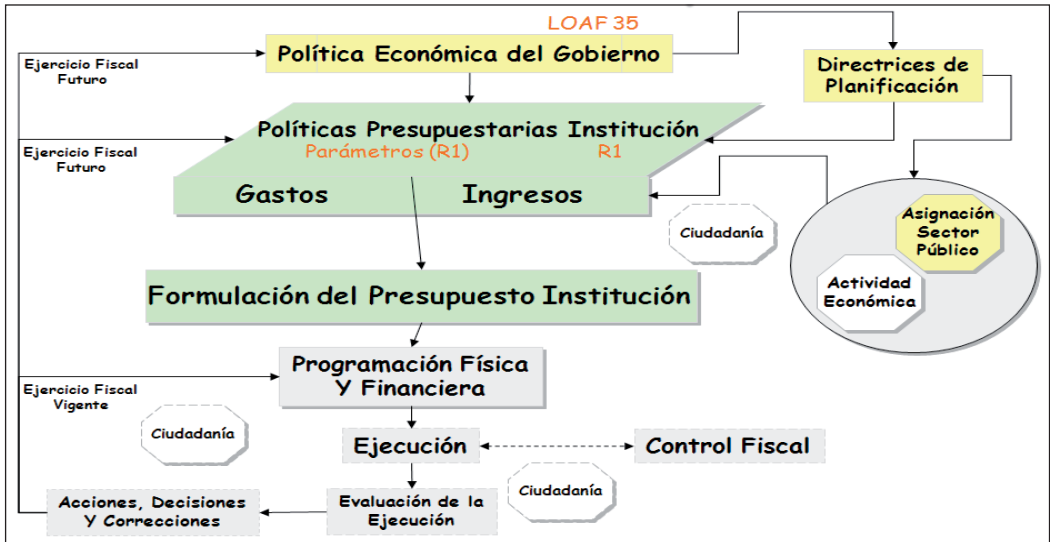 LOAF 35
Política Económica del Gobierno
Ejercicio Fiscal
Futuro
Directrices de
Planificación
Políticas Presupuestarias Institución
Parámetros (R1)
R1
Ejercicio Fiscal
Futuro
Gastos
Ingresos
Ciudadanía
Asignación
Sector
Público
Actividad
Económica
Formulación del Presupuesto Institución
Programación Física
Y Financiera
Ejercicio Fiscal
Vigente
Ciudadanía
Ejecución
Control Fiscal
Ciudadanía
Acciones, Decisiones
Y Correcciones
Evaluación de la
Ejecución